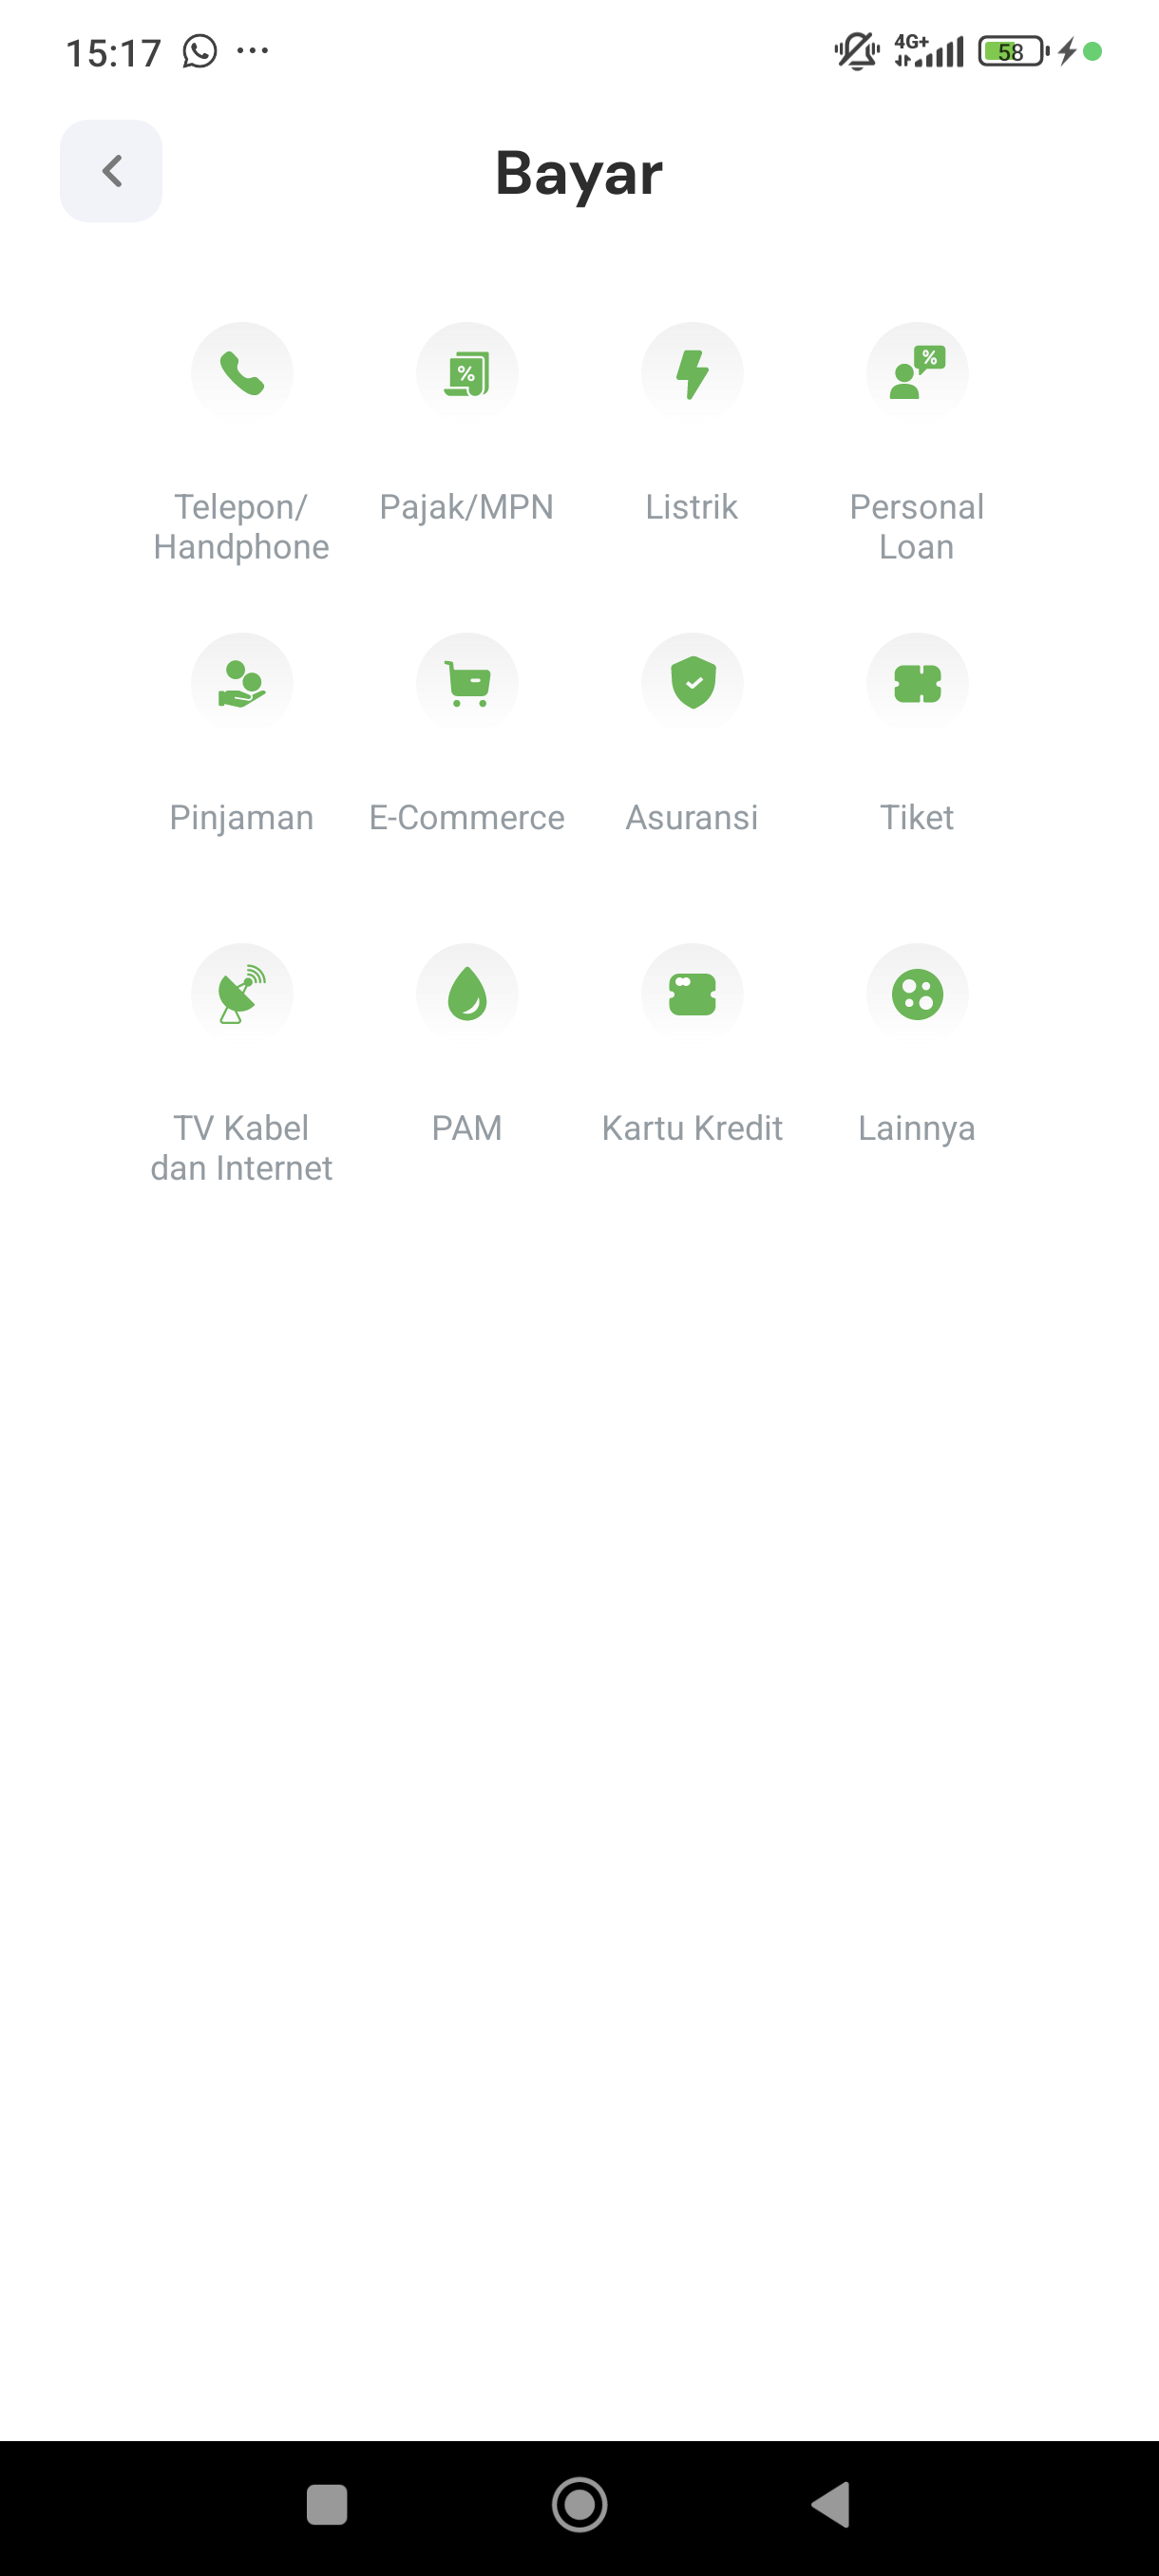 15:17
4G+
58
Bayar
Telepon/
Handphone
Pajak/MPN
Listrik
Personal
Loan
Pinjaman
E-Commerce
Asuransi
Tiket
TV Kabel
dan Internet
PAM
Kartu Kredit
Lainnya